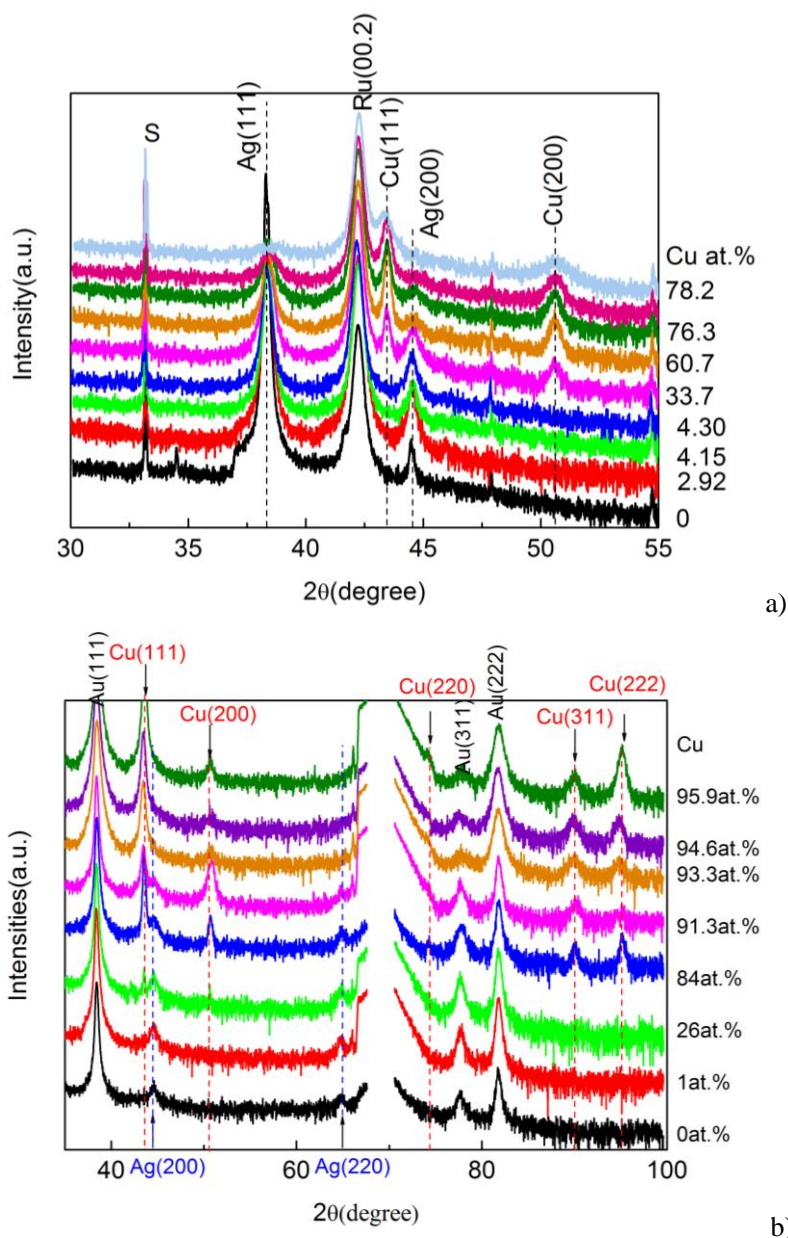 S
Ag(111)
Ru(00.2)
Cu(111)
Ag(200)
Cu(200)
Cu at.%
78.2
76.3
60.7
33.7
4.30
4.15
2.92
0
Intensity(a.u.)
30 35 40 45 50 55
2θ(degree)
a)
Au(111)
Cu(111)
Cu(200)
Cu(220)
Au(311)
Au(222)
Cu(311)
Cu(222)
Cu
95.9at.%
94.6at.%
93.3at.%
91.3at.%
84at.%
26at.%
1at.%
0at.%
Intensities(a.u.)
40 60 80 100
Ag(200)
Ag(220)
2θ(degree)
b)